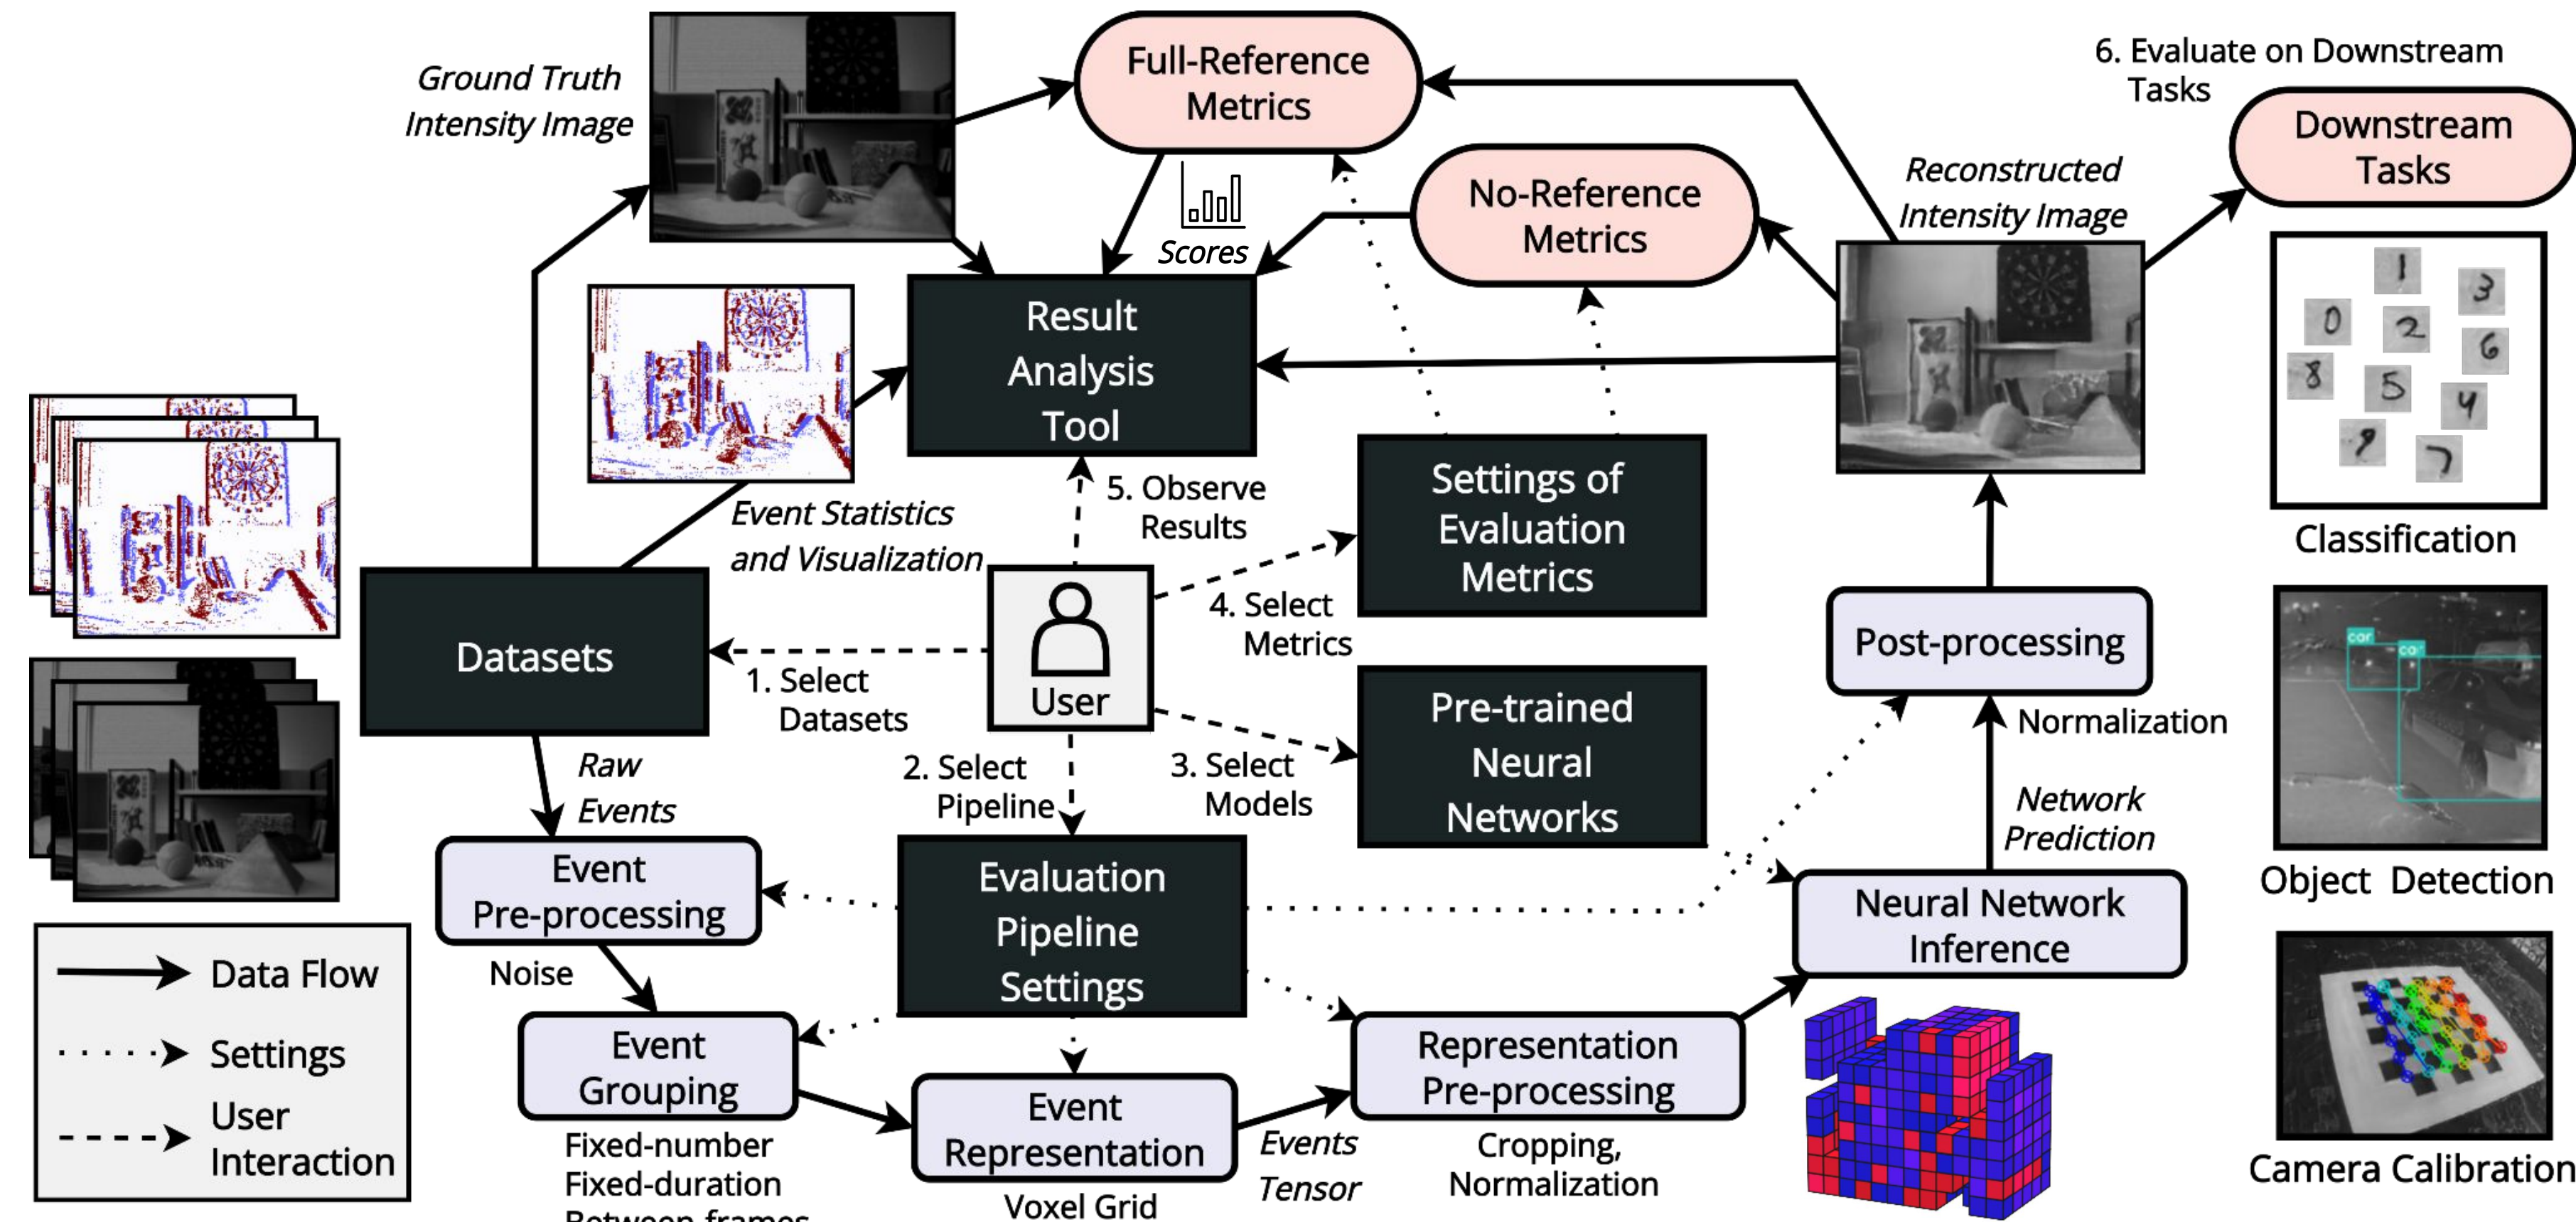 Ground Truth
Intensity Image
Full-Reference
Metrics
6. Evaluate on Downstream
Tasks
Downstream
Tasks
No-Reference
Metrics
Reconstructed
Intensity Image
Scores
Result
Analysis
Tool
1
3
0
2
6
8
5
4
9
7
Classification
Event Statistics
and Visualization
5. Observe
Results
Settings of
Evaluation
Metrics
4. Select
Metrics
Datasets
1. Select
Datasets
User
Pre-trained
Neural
Networks
Post-processing
Normalization
car
car
Object Detection
Raw
Events
2. Select
Pipeline
3. Select
Models
Network
Prediction
Event
Pre-processing
Evaluation
Pipeline
Settings
Neural Network
Inference
Noise
Data Flow
Settings
User
Interaction
Event
Grouping
Fixed-number
Fixed-duration
Between-frames
Event
Representation
Voxel Grid
Events
Tensor
Representation
Pre-processing
Cropping,
Normalization
Camera Calibration